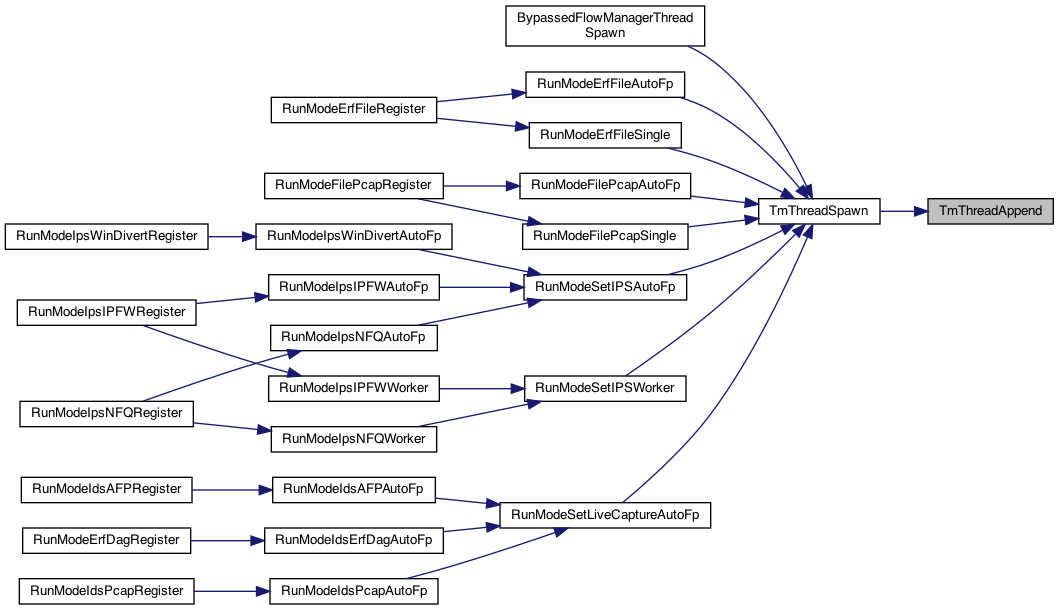 BypassedFlowManagerThread
Spawn
RunModeErfFileAutoFp
RunModeErfFileRegister
RunModeErfFileSingle
RunModeFilePcapRegister
RunModeFilePcapAutoFp
TmThreadSpawn
TmThreadAppend
RunModeIpsWinDivertRegister
RunModeIpsWinDivertAutoFp
RunModeFilePcapSingle
RunModeIpsIPFWAutoFp
RunModeSetIPSAutoFp
RunModeIpsIPFWRegister
RunModeIpsNFQAutoFp
RunModeIpsIPFWWorker
RunModeSetIPSWorker
RunModeIpsNFQRegister
RunModeIpsNFQWorker
RunModeIdsAFPRegister
RunModeIdsAFPAutoFp
RunModeSetLiveCaptureAutoFp
RunModeErfDagRegister
RunModeIdsErfDagAutoFp
RunModeIdsPcapRegister
RunModeIdsPcapAutoFp